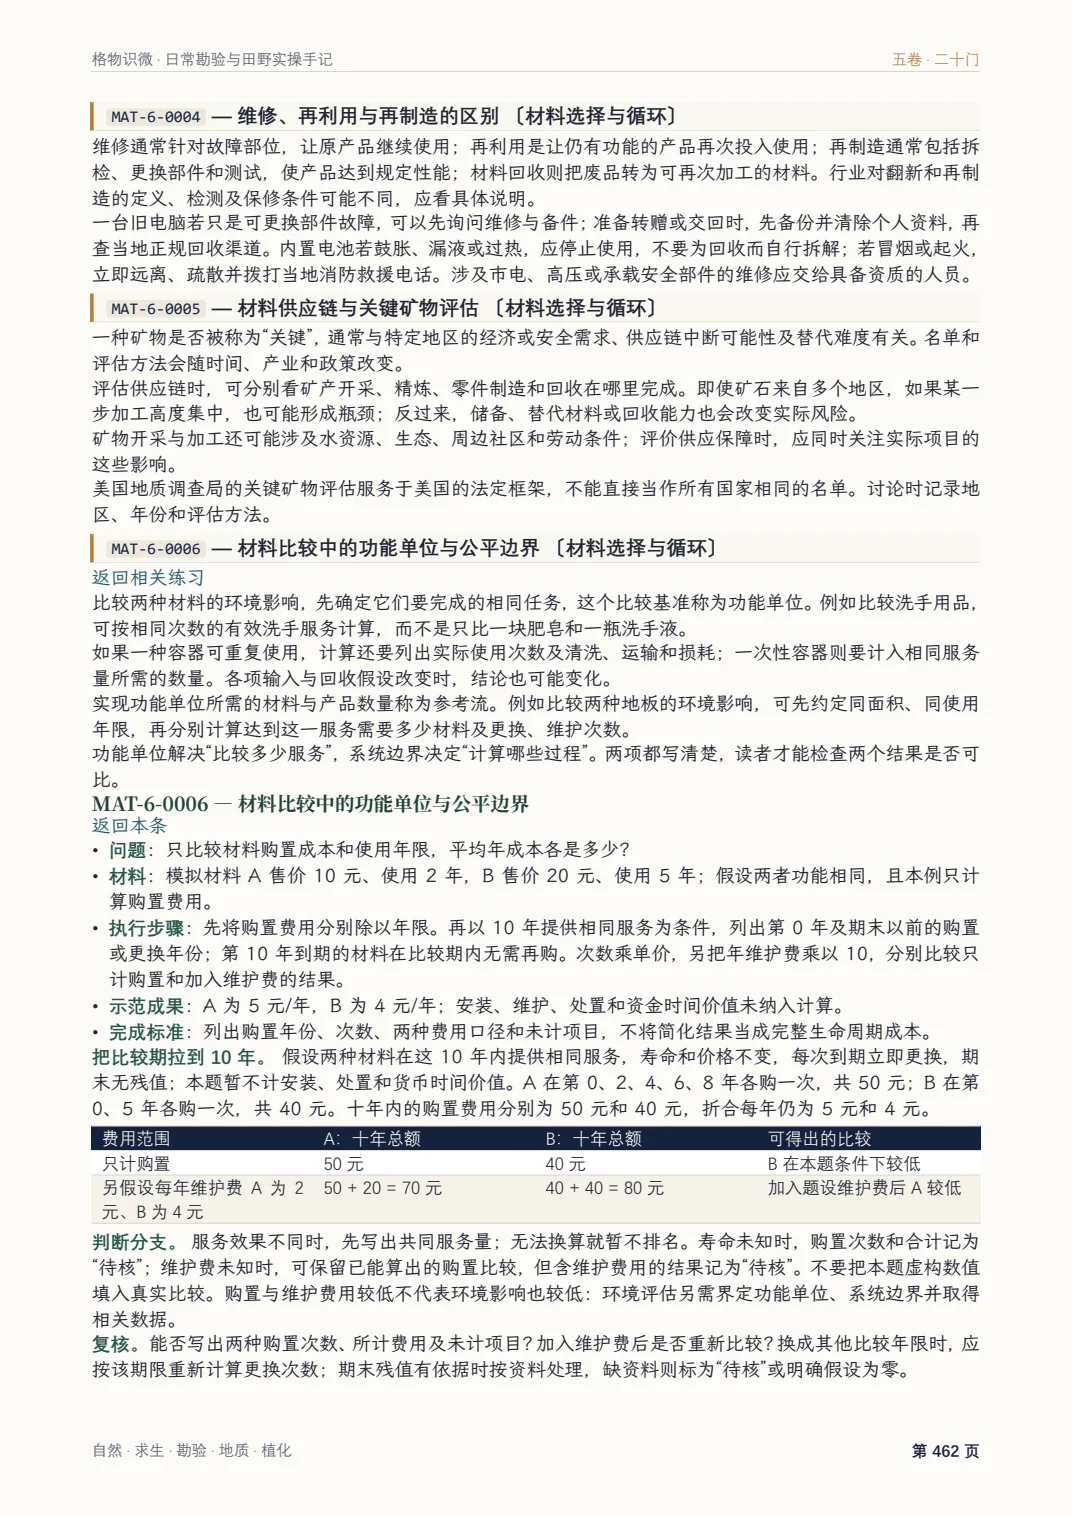 格物识微 · 日常勘验与田野实操手记
五卷 · 二十门
MAT-6-0004 — 维修、再利用与再制造的区别 〔材料选择与循环〕
维修通常针对故障部位，让原产品继续使用；再利用是让仍有功能的产品再次投入使用；再制造通常包括拆
检、更换部件和测试，使产品达到规定性能；材料回收则把废品转为可再次加工的材料。行业对翻新和再制
造的定义、检测及保修条件可能不同，应看具体说明。
一台旧电脑若只是可更换部件故障，可以先询问维修与备件；准备转赠或交回时，先备份并清除个人资料，再
查当地正规回收渠道。内置电池若鼓胀、漏液或过热，应停止使用，不要为回收而自行拆解；若冒烟或起火，
立即远离、疏散并拨打当地消防救援电话。涉及市电、高压或承载安全部件的维修应交给具备资质的人员。
MAT-6-0005 — 材料供应链与关键矿物评估 〔材料选择与循环〕
一种矿物是否被称为“关键”，通常与特定地区的经济或安全需求、供应链中断可能性及替代难度有关。名单和
评估方法会随时间、产业和政策改变。
评估供应链时，可分别看矿产开采、精炼、零件制造和回收在哪里完成。即使矿石来自多个地区，如果某一
步加工高度集中，也可能形成瓶颈；反过来，储备、替代材料或回收能力也会改变实际风险。
矿物开采与加工还可能涉及水资源、生态、周边社区和劳动条件；评价供应保障时，应同时关注实际项目的
这些影响。
美国地质调查局的关键矿物评估服务于美国的法定框架，不能直接当作所有国家相同的名单。讨论时记录地
区、年份和评估方法。
MAT-6-0006 — 材料比较中的功能单位与公平边界 〔材料选择与循环〕
返回相关练习
比较两种材料的环境影响，先确定它们要完成的相同任务，这个比较基准称为功能单位。例如比较洗手用品，
可按相同次数的有效洗手服务计算，而不是只比一块肥皂和一瓶洗手液。
如果一种容器可重复使用，计算还要列出实际使用次数及清洗、运输和损耗；一次性容器则要计入相同服务
量所需的数量。各项输入与回收假设改变时，结论也可能变化。
实现功能单位所需的材料与产品数量称为参考流。例如比较两种地板的环境影响，可先约定同面积、同使用
年限，再分别计算达到这一服务需要多少材料及更换、维护次数。
功能单位解决“比较多少服务”，系统边界决定“计算哪些过程”。两项都写清楚，读者才能检查两个结果是否可
比。
MAT-6-0006 — 材料比较中的功能单位与公平边界
返回本条
• 问题：只比较材料购置成本和使用年限，平均年成本各是多少？
• 材料：模拟材料 A 售价 10 元、使用 2 年，B 售价 20 元、使用 5 年；假设两者功能相同，且本例只计
算购置费用。
• 执行步骤：先将购置费用分别除以年限。再以 10 年提供相同服务为条件，列出第 0 年及期末以前的购置
或更换年份；第 10 年到期的材料在比较期内无需再购。次数乘单价，另把年维护费乘以 10，分别比较只
计购置和加入维护费的结果。
• 示范成果：A 为 5 元/年，B 为 4 元/年；安装、维护、处置和资金时间价值未纳入计算。
• 完成标准：列出购置年份、次数、两种费用口径和未计项目，不将简化结果当成完整生命周期成本。
把比较期拉到 10 年。 假设两种材料在这 10 年内提供相同服务，寿命和价格不变，每次到期立即更换，期
末无残值；本题暂不计安装、处置和货币时间价值。A 在第 0、2、4、6、8 年各购一次，共 50 元；B 在第
0、5 年各购一次，共 40 元。十年内的购置费用分别为 50 元和 40 元，折合每年仍为 5 元和 4 元。
费用范围 A：十年总额 B：十年总额 可得出的比较
只计购置 50 元 40 元 B 在本题条件下较低
另假设每年维护费 A 为 2 50 + 20 = 70 元 40 + 40 = 80 元 加入题设维护费后 A 较低
元、B 为 4 元
判断分支。 服务效果不同时，先写出共同服务量；无法换算就暂不排名。寿命未知时，购置次数和合计记为
“待核”；维护费未知时，可保留已能算出的购置比较，但含维护费用的结果记为“待核”。不要把本题虚构数值
填入真实比较。购置与维护费用较低不代表环境影响也较低：环境评估另需界定功能单位、系统边界并取得
相关数据。
复核。能否写出两种购置次数、所计费用及未计项目？加入维护费后是否重新比较？换成其他比较年限时，应
按该期限重新计算更换次数；期末残值有依据时按资料处理，缺资料则标为“待核”或明确假设为零。
自然 · 求生 · 勘验 · 地质 · 植化
第 462 页